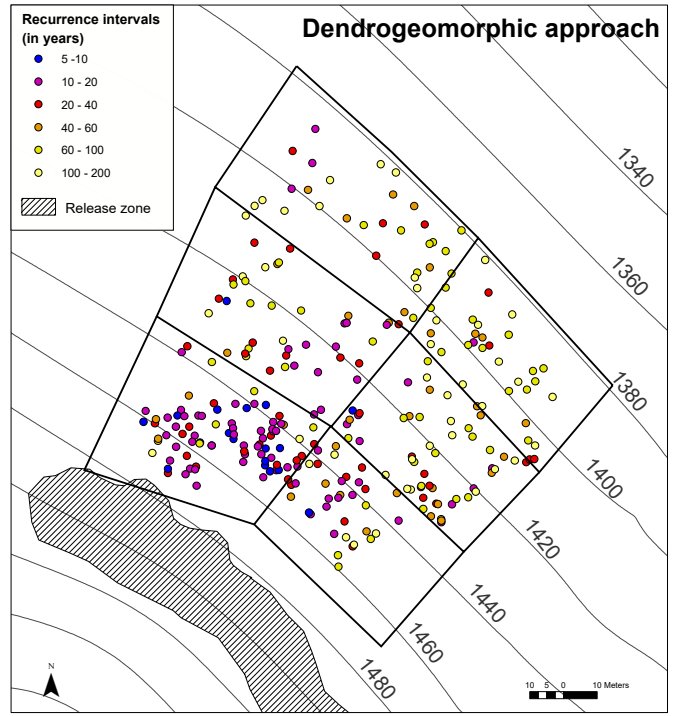 Dendrogeomorphic approach
Recurrence intervals
(in years)
5 -10
10 - 20
20 - 40
40 - 60
60 - 100
100 - 200
Release zone
1340
1360
1380
1400
1420
1440
1460
1480
N
10 5 0 10 Meters